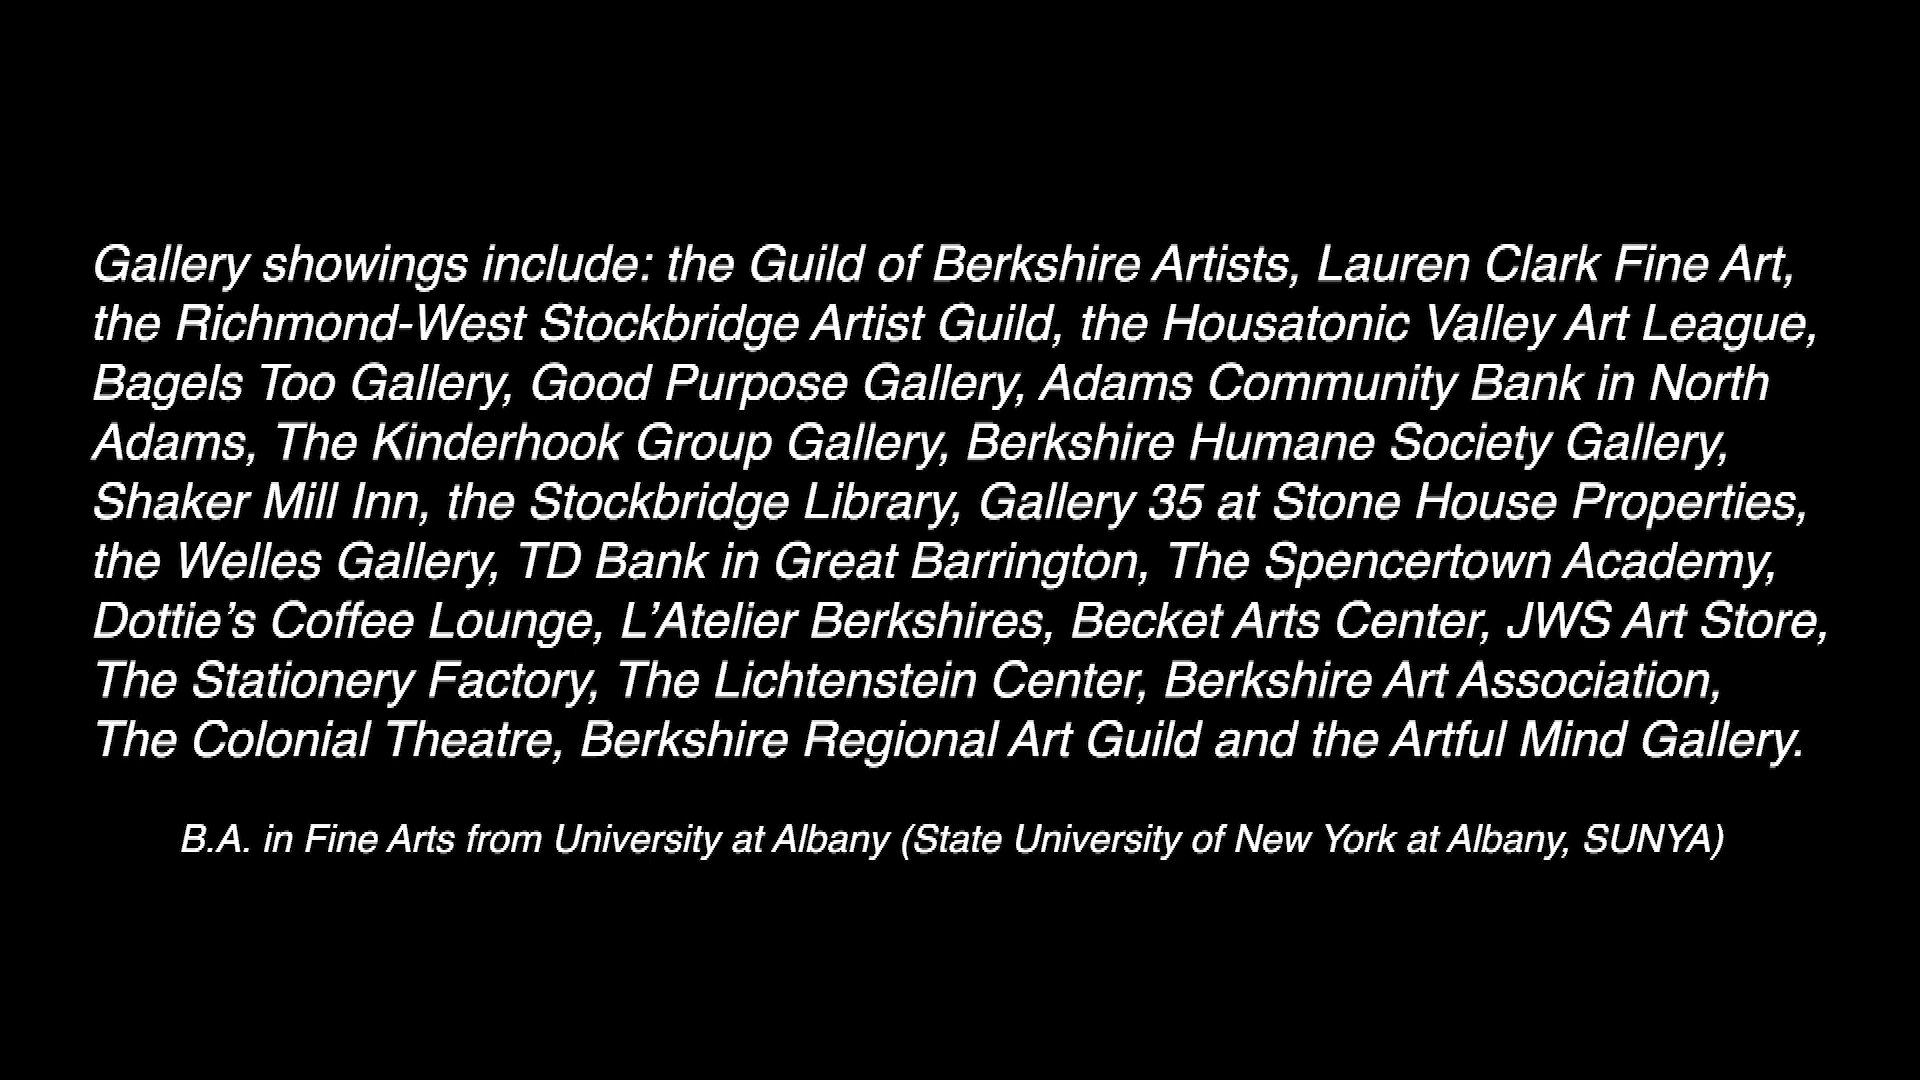 Gallery showings include: the Guild of Berkshire Artists, Lauren Clark Fine Art,
the Richmond-West Stockbridge Artist Guild, the Housatonic Valley Art League,
Bagels Too Gallery, Good Purpose Gallery, Adams Community Bank in North
Adams, The Kinderhook Group Gallery, Berkshire Humane Society Gallery,
Shaker Mill Inn, the Stockbridge Library, Gallery 35 at Stone House Properties,
the Welles Gallery, TD Bank in Great Barrington, The Spencertown Academy,
Dottie’s Coffee Lounge, L’Atelier Berkshires, Becket Arts Center, JWS Art Store,
The Stationery Factory, The Lichtenstein Center, Berkshire Art Association,
The Colonial Theatre, Berkshire Regional Art Guild and the Artful Mind Gallery.
B.A. in Fine Arts from University at Albany (State University of New York at Albany, SUNYA)